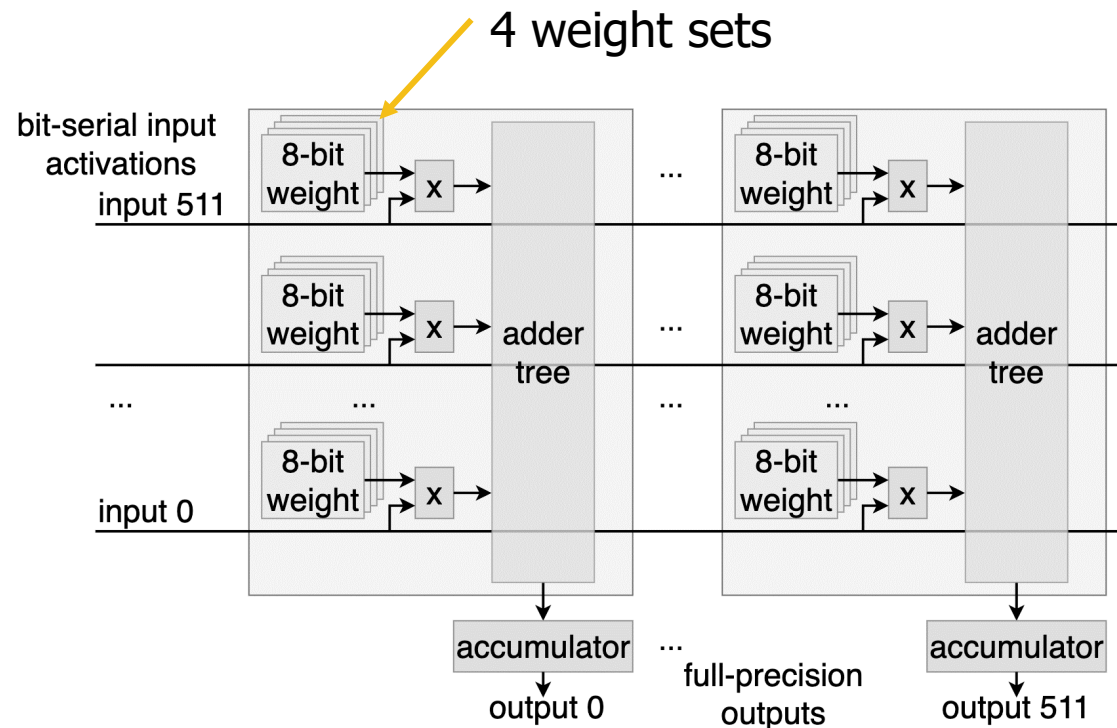 4 weight sets
bit-serial input
activations
input 511
8-bit
weight
x
...
8-bit
weight
x
8-bit
weight
x
adder
tree
...
8-bit
weight
x
adder
tree
...
...
...
...
input 0
8-bit
weight
x
8-bit
weight
x
accumulator
...
accumulator
output 0
full-precision
outputs
output 511